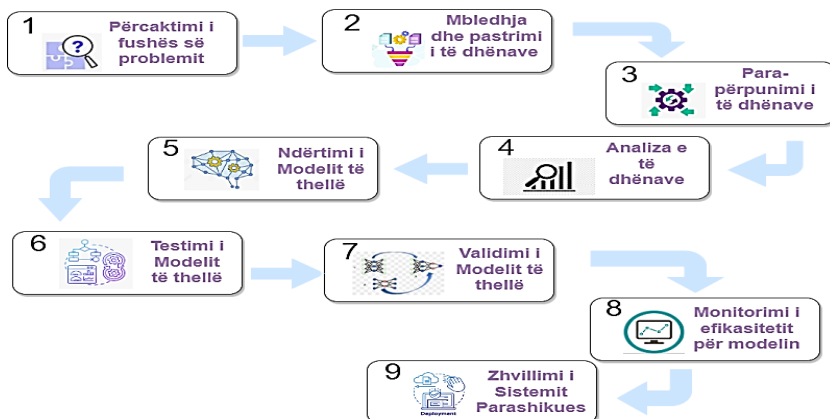 1
Përcaktimi i
fushës së
problemit
?
2
Mbledhja
dhe pastrimi
i të dhënave
3
Para-
përpunimi i
të dhënave
4
Analiza e
të
dhënave
5
Ndërtimi i
Modelit të
thellë
6
Testimi i
Modelit
të thellë
7
Validimi i
Modelit të
thellë
8
Monitorimi i
efikasitetit
për modelin
9
Deployment
Zhvillimi i
Sistemit
Parashikues